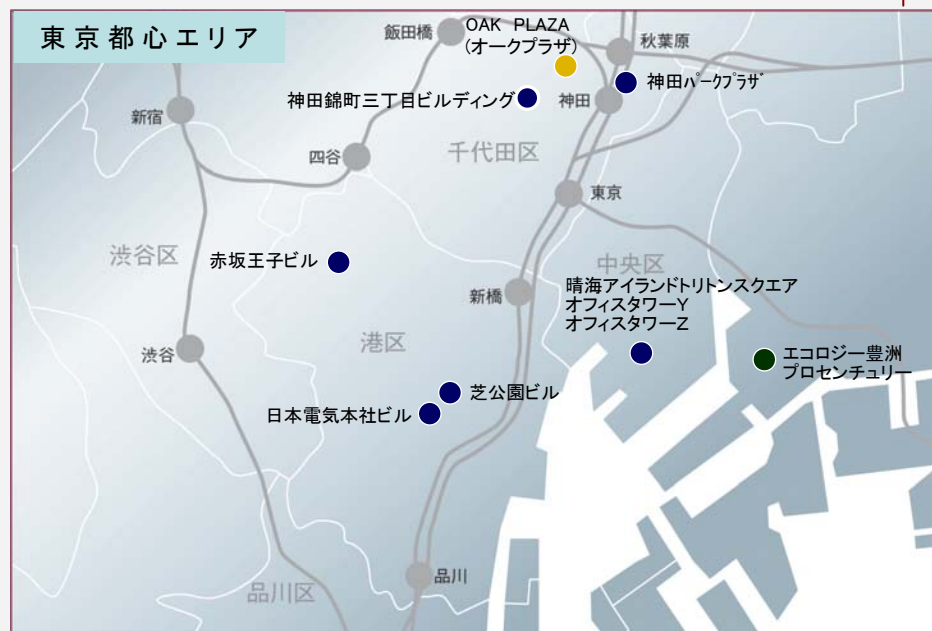 東京都心エリア
飯田橋
OAK PLAZA
(オークプラザ)
秋葉原
神田パークプラザ
神田錦町三丁目ビルディング
神田
新宿
四谷
千代田区
東京
渋谷区
赤坂王子ビル
中央区
新橋
晴海アイランドトリトンスクエア
オフィスタワーY
オフィスタワーZ
港区
渋谷
エコロジー豊洲
プロセンチュリー
芝公園ビル
日本電気本社ビル
品川
品川区